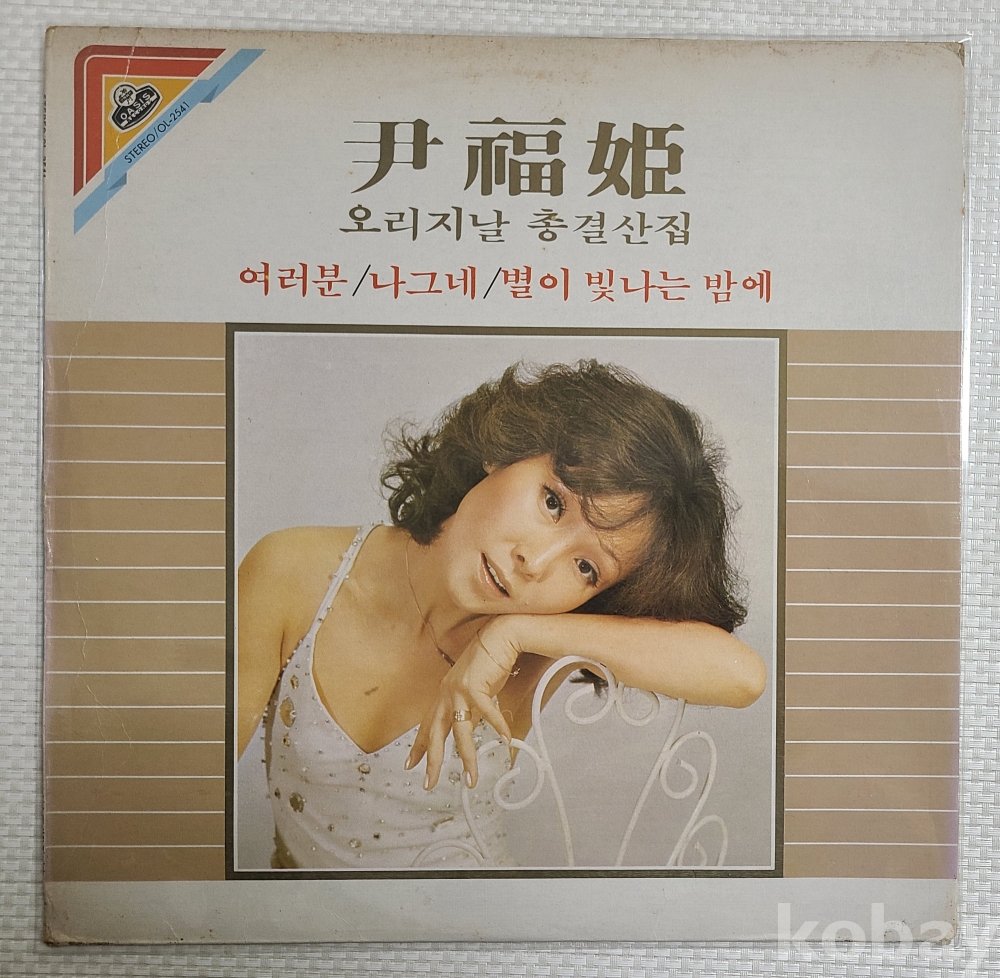 OASIS
STEREO/OL-2541
尹福姬
오리지날 총결산집
여러분/나그네/별이 빛나는 밤에
kobay